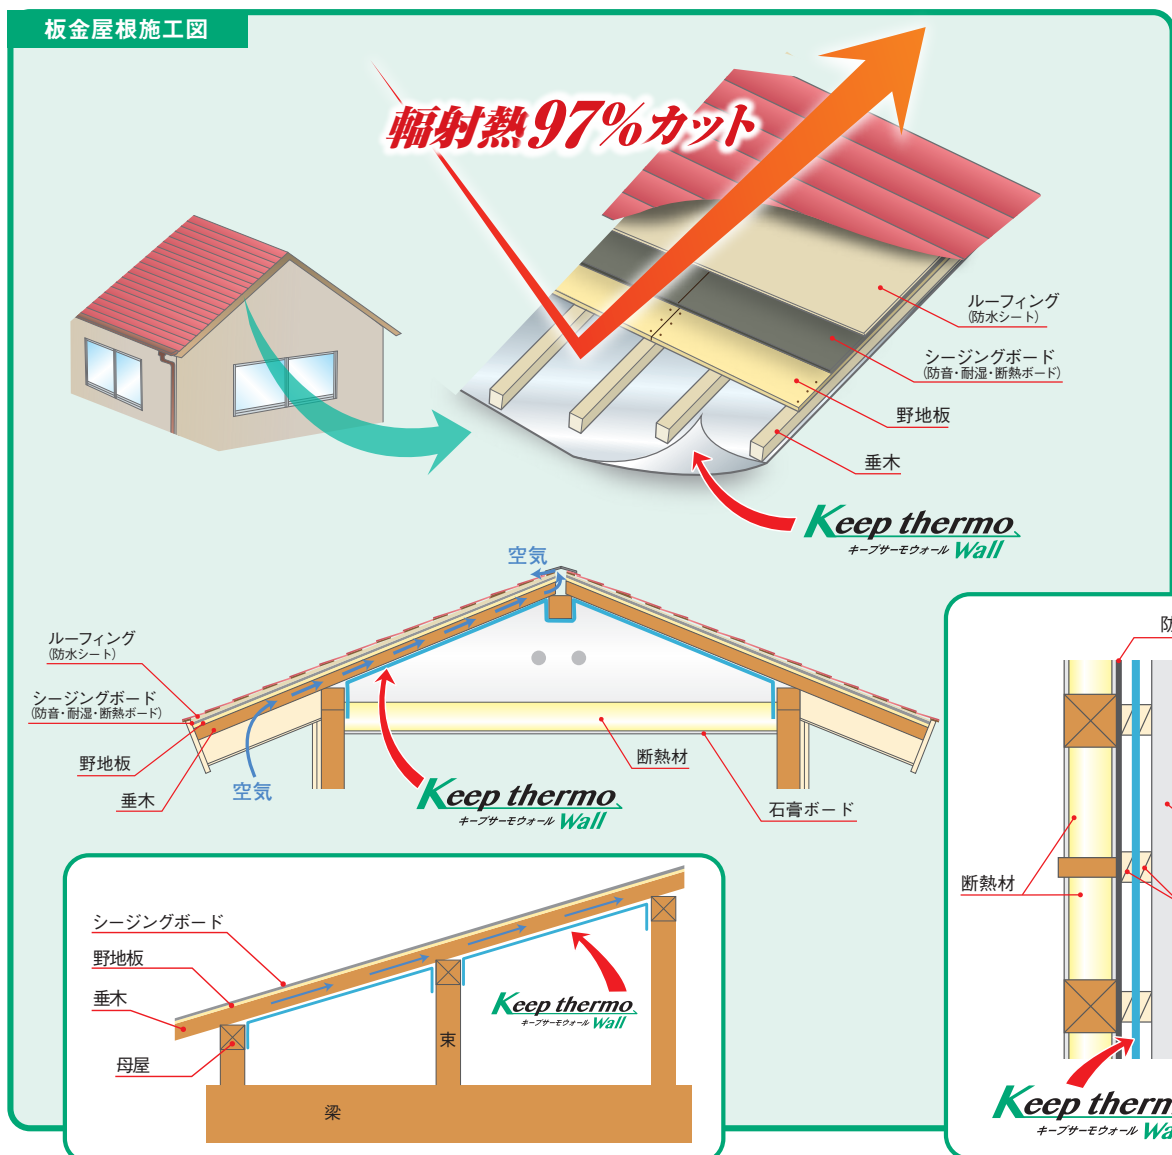 板金屋根施工図
輻射熱97%カット
ルーフィング
(防水シート)
シージングボード
(防音・耐湿・断熱ボード)
野地板
垂木
Keep thermo
キープサーモウォール Wall
空気
ルーフィング
(防水シート)
シージングボード
(防音・耐湿・断熱ボード)
野地板
垂木
空気
断熱材
石膏ボード
Keep thermo
キープサーモウォール Wall
シージングボード
野地板
垂木
母屋
束
梁
Keep thermo
キープサーモウォール Wall
防
断熱材
Keep therm
キープサーモウォール Wa